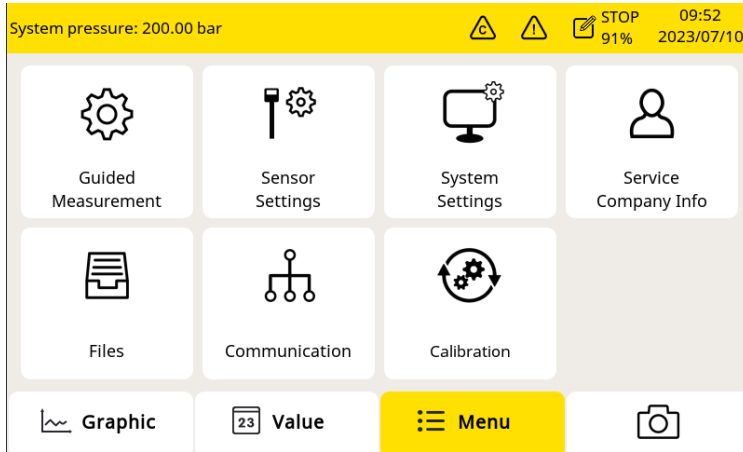 System pressure: 200.00 bar
C
!
STOP
91%
09:52
2023/07/10
Guided
Measurement
Sensor
Settings
System
Settings
Service
Company Info
Files
Communication
Calibration
Graphic
23
Value
Menu